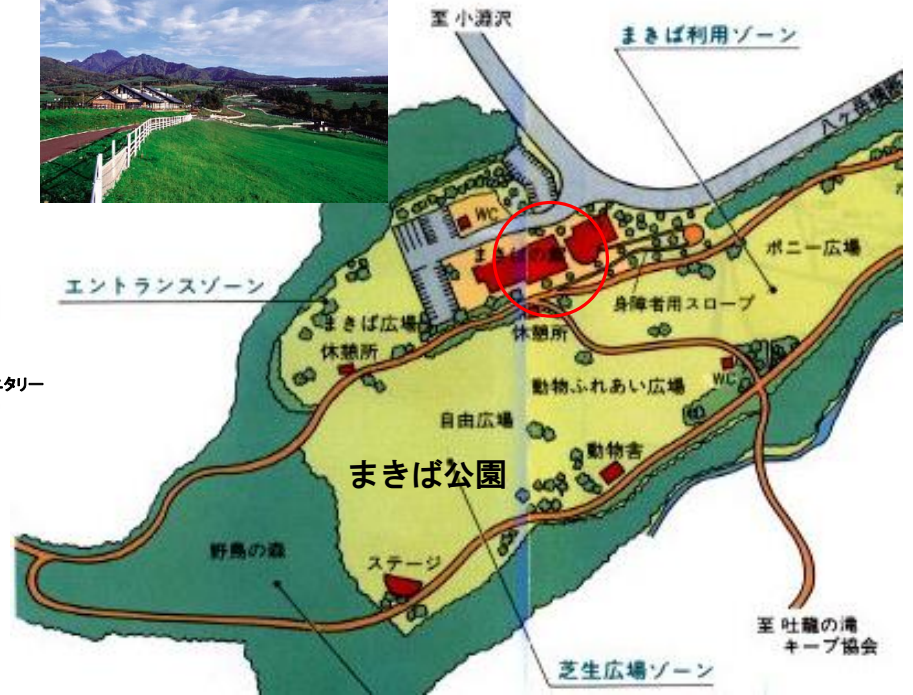 至 小淵沢
まきば利用ゾーン
八ヶ岳横断
WC
まきばの館
ポニー広場
エントランスゾーン
身障者用スロープ
まきば広場
休憩所
休憩所
タリー
動物ふれあい広場
WC
自由広場
動物舎
まきば公園
野鳥の森
ステージ
至 吐龍の滝
キープ協会
芝生広場ゾーン